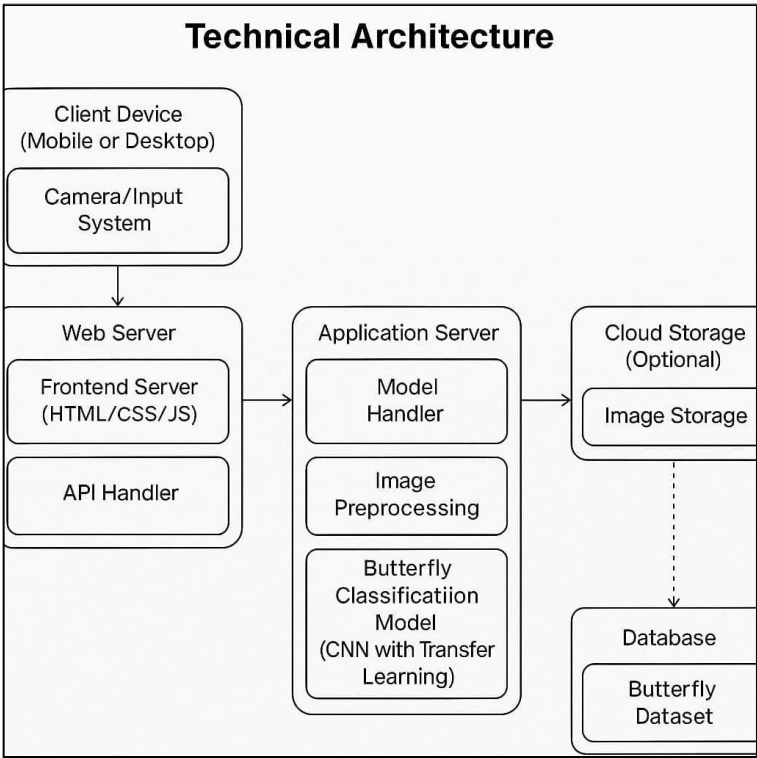 Technical Architecture
Client Device
(Mobile or Desktop)
Camera/Input
System
Web Server
Frontend Server
(HTML/CSS/JS)
API Handler
Application Server
Model
Handler
Image
Preprocessing
Butterfly
Classificatiion
Model
(CNN with Transfer
Learning)
Cloud Storage
(Optional)
Image Storage
Database
Butterfly
Dataset